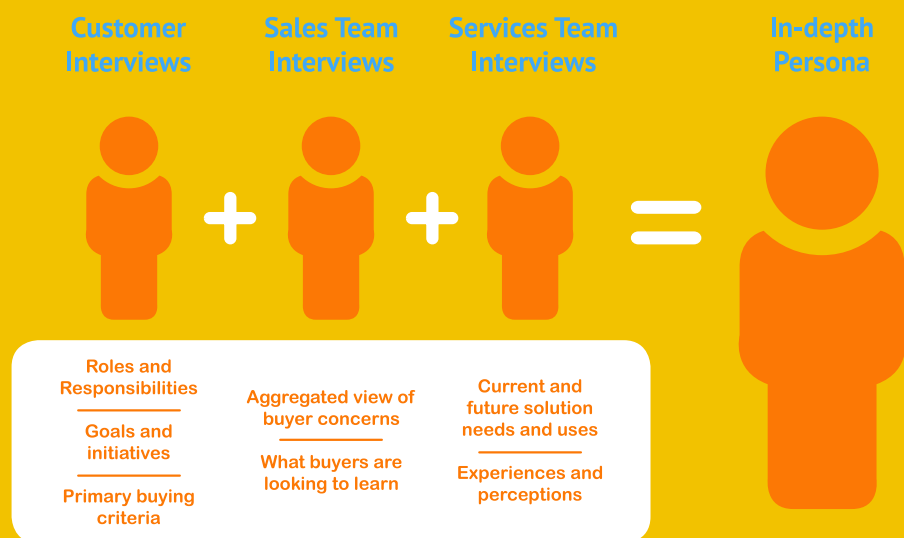 Customer
Interviews
Sales Team
Interviews
Services Team
Interviews
In-depth
Persona
Roles and
Responsibilities
Goals and
initiatives
Primary buying
criteria
Aggregated view of
buyer concerns
What buyers are
looking to learn
Current and
future solution
needs and uses
Experiences and
perceptions